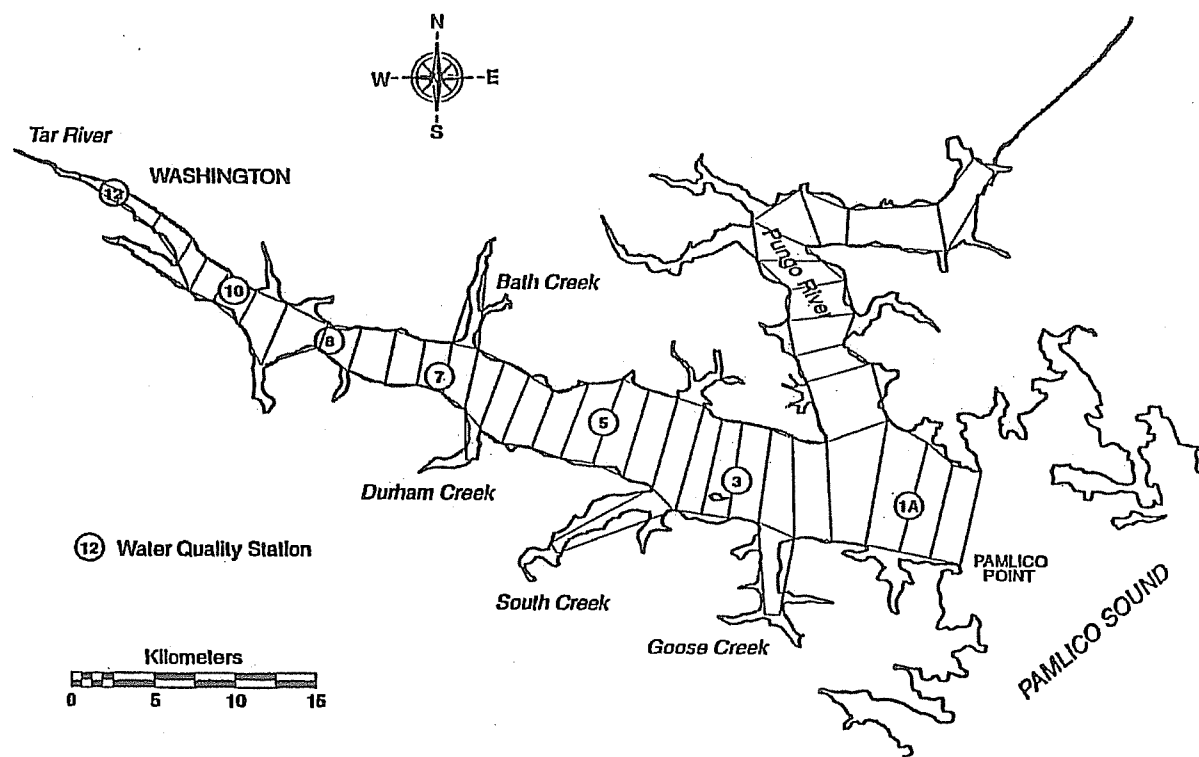 N
W
E
S
Tar River
12
WASHINGTON
Pungo River
10
Bath Creek
8
7
5
3
1A
Durham Creek
12 Water Quality Station
PAMLICO
POINT
South Creek
Goose Creek
PAMLICO SOUND
Kilometers
0 5 10 15